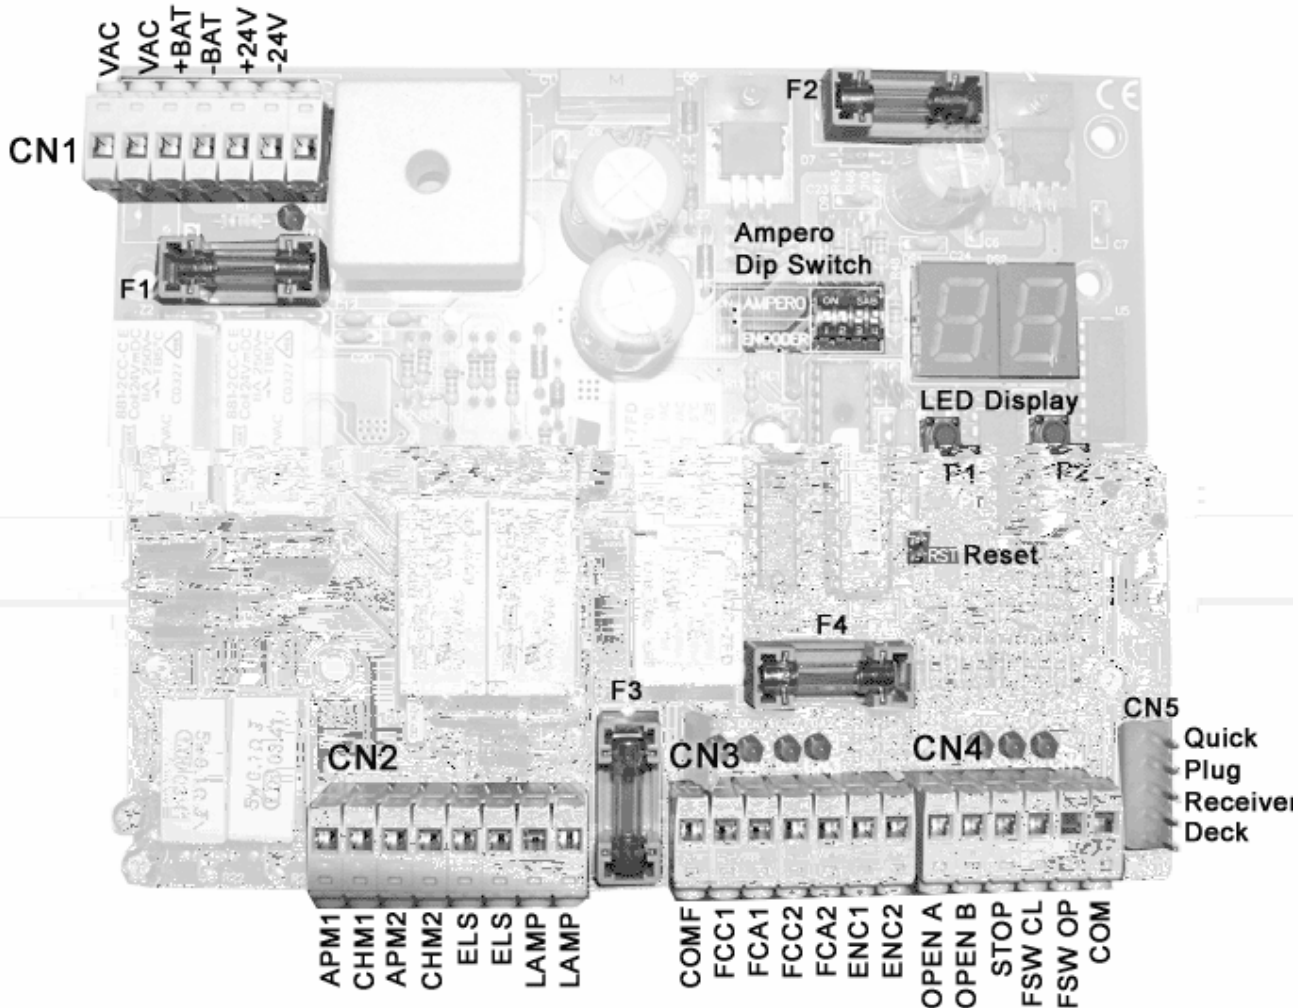 VAC
VAC
+BAT
-BAT
+24V
-24V
CN1
F2
CE
F1
Ampero
Dip Switch
AMPERO
ENCODER
ON
LED Display
P1
P2
RST
Reset
F4
F3
CN5
CN2
CN3
CN4
Quick
Plug
Receiver
Deck
APM1
CHM1
APM2
CHM2
ELS
ELS
LAMP
LAMP
COMF
FCC1
FCA1
FCC2
FCA2
ENC1
ENC2
OPEN A
OPEN B
STOP
FSW CL
FSW OP
COM